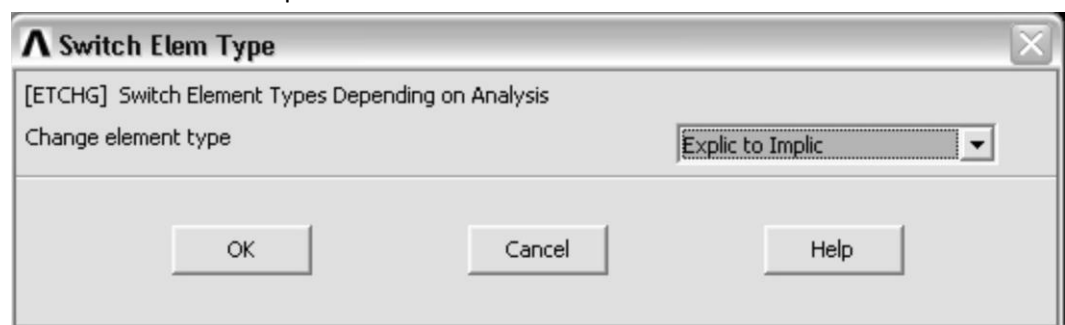 Switch Elem Type
[ETCHG] Switch Element Types Depending on Analysis
Change element type Explic to Implic
OK Cancel Help